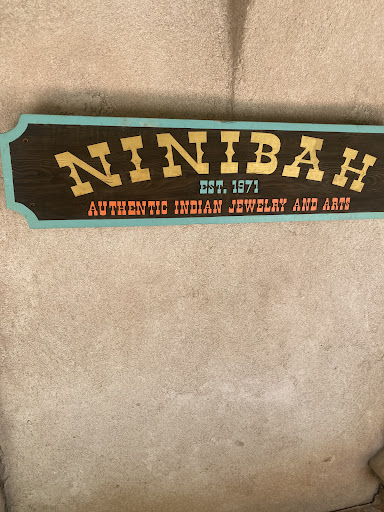 NINIBAH
EST. 1971
AUTHENTIC INDIAN JEWELRY AND ARTS